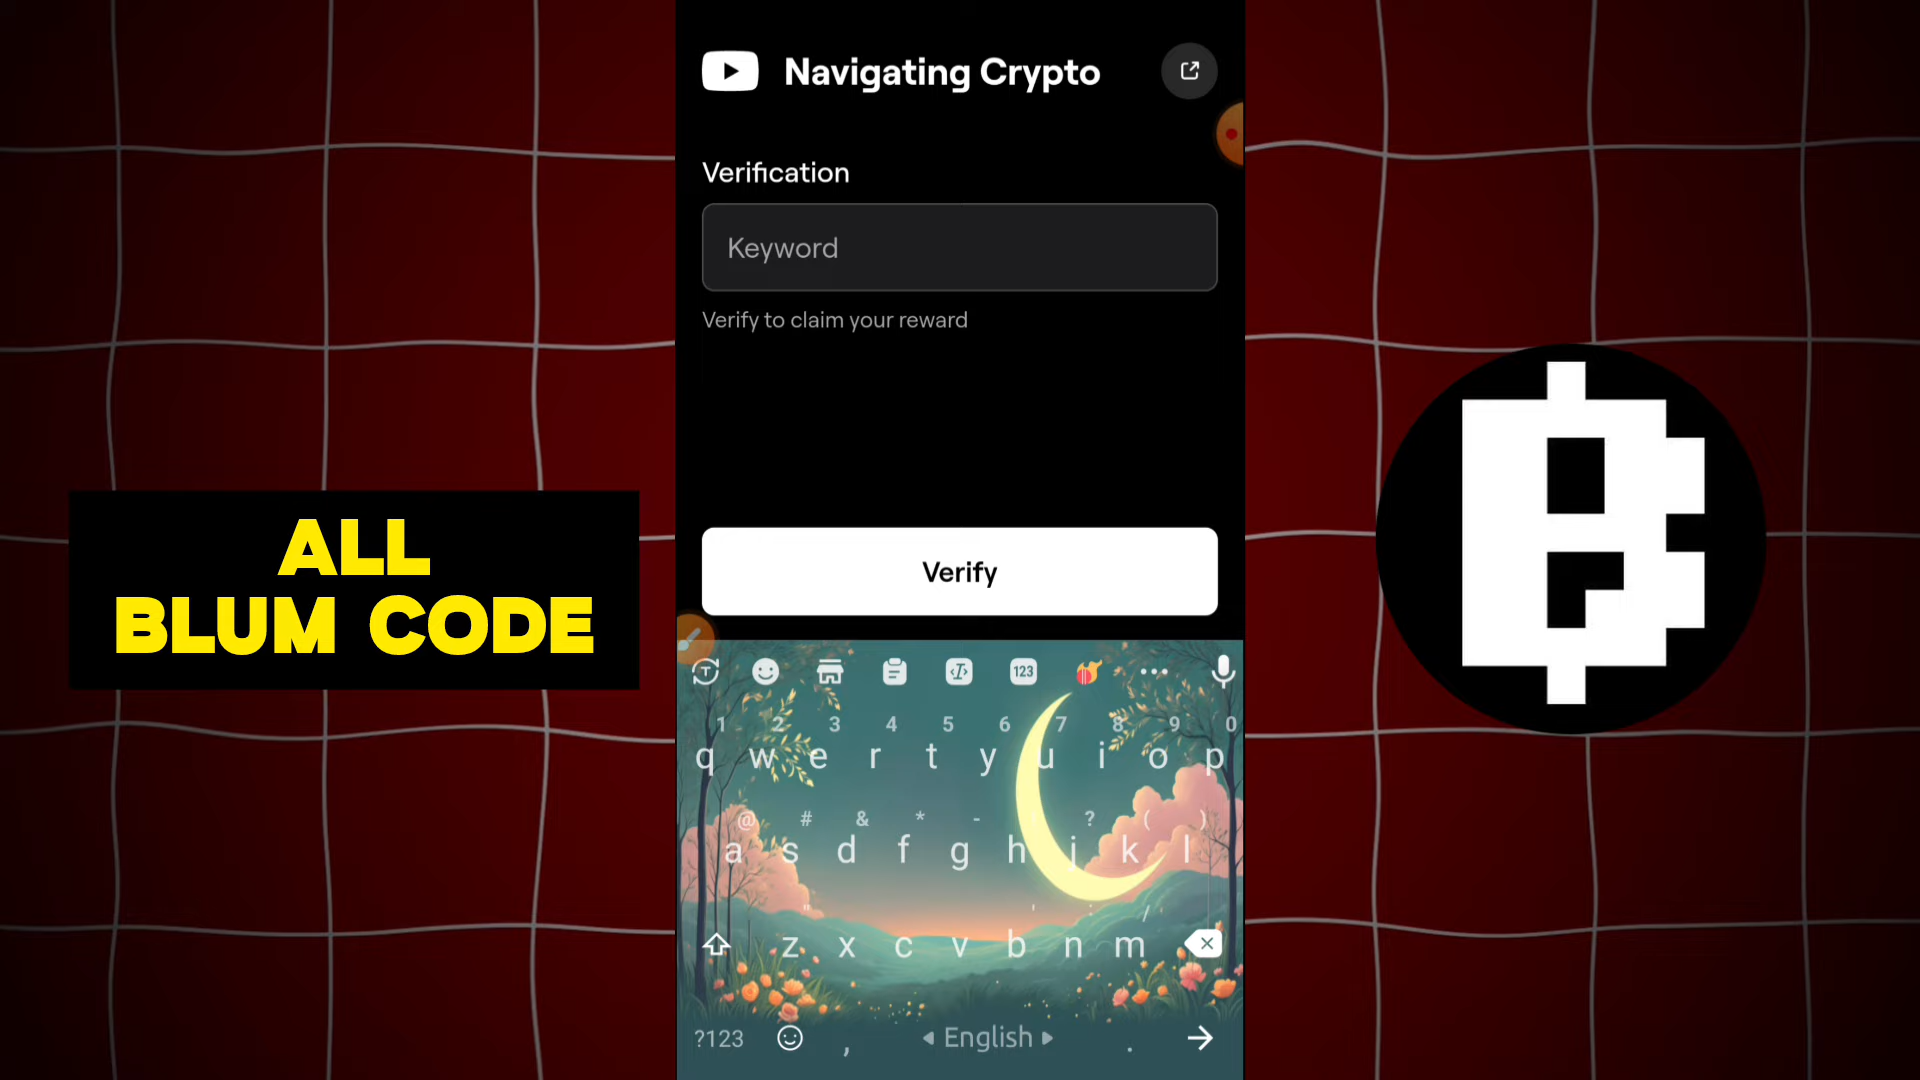 Navigating Crypto
Verification
Keyword
Verify to claim your reward
Verify
ALL
BLUM CODE
123
1 2 3 4 5 6 7 8 9 0
q w e r t y u i o p
@ # & * - ? ( )
a s d f g h j k l
" ' : /
z x c v b n m
?123 , English .